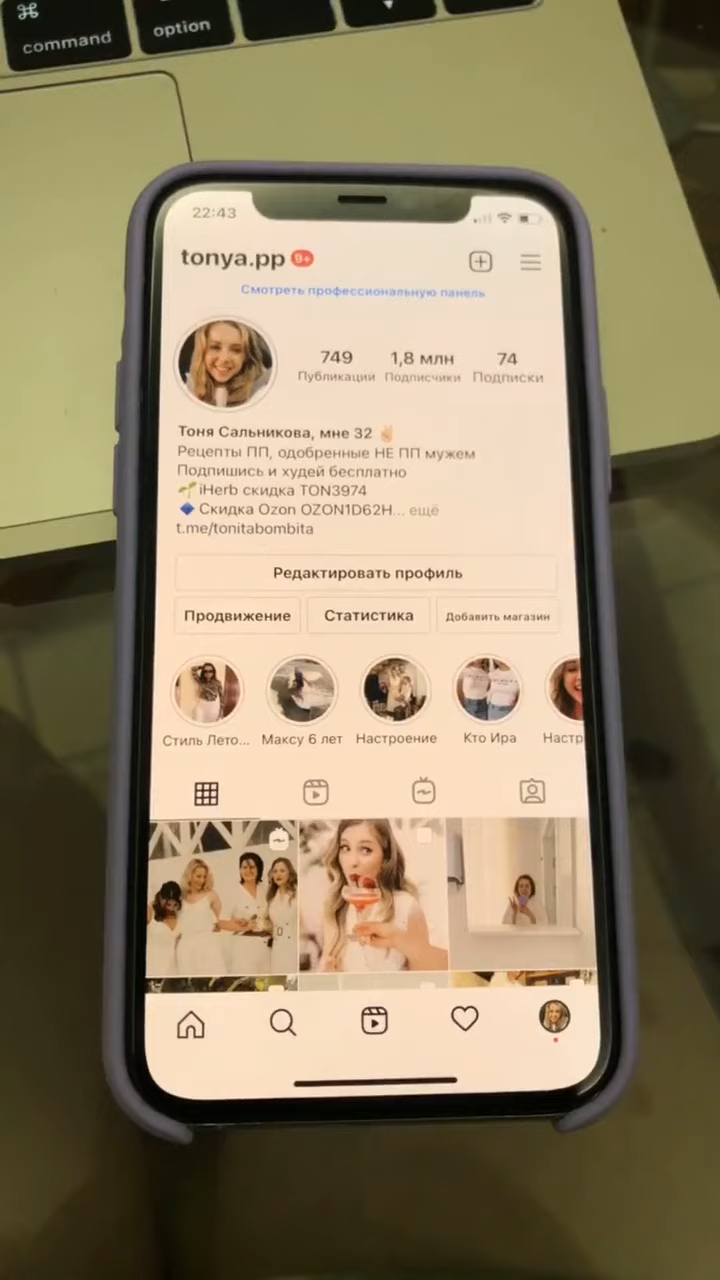 ⌘
command
option
22:43
tonya.pp 9+
Смотреть профессиональную панель
749 1,8 млн 74
Публикации Подписчики Подписки
Тоня Сальникова, мне 32 ✌🏻
Рецепты ПП, одобренные НЕ ПП мужем
Подпишись и худей бесплатно
🌱iHerb скидка TON3974
🔷 Скидка Ozon OZON1D62H... ещё
t.me/tonitabombita
Редактировать профиль
Продвижение Статистика Добавить магазин
Стиль Лето... Максу 6 лет Настроение Кто Ира Настр